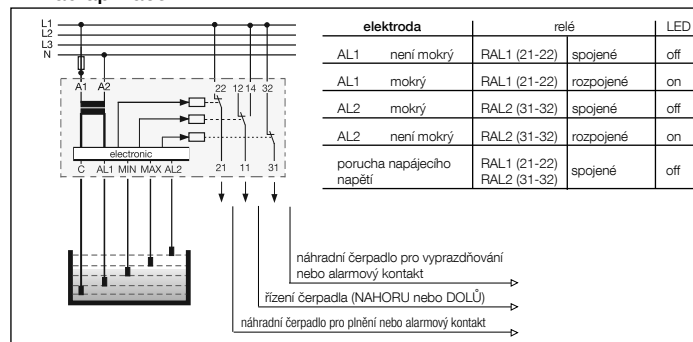 L1
L2
L3
N
A1 A2
22 12 14 32
electronic
C AL1 MIN MAX AL2
21 11 31
elektroda relé LED
AL1 není mokrý RAL1 (21-22) spojené off
AL1 mokrý RAL1 (21-22) rozpojené on
AL2 mokrý RAL2 (31-32) spojené off
AL2 není mokrý RAL2 (31-32) rozpojené on
porucha napájecího RAL1 (21-22) spojené off
napětí RAL2 (31-32)
náhradní čerpadlo pro vyprazdňování
nebo alarmový kontakt
řízení čerpadla (NAHORU nebo DOLŮ)
náhradní čerpadlo pro plnění nebo alarmový kontakt